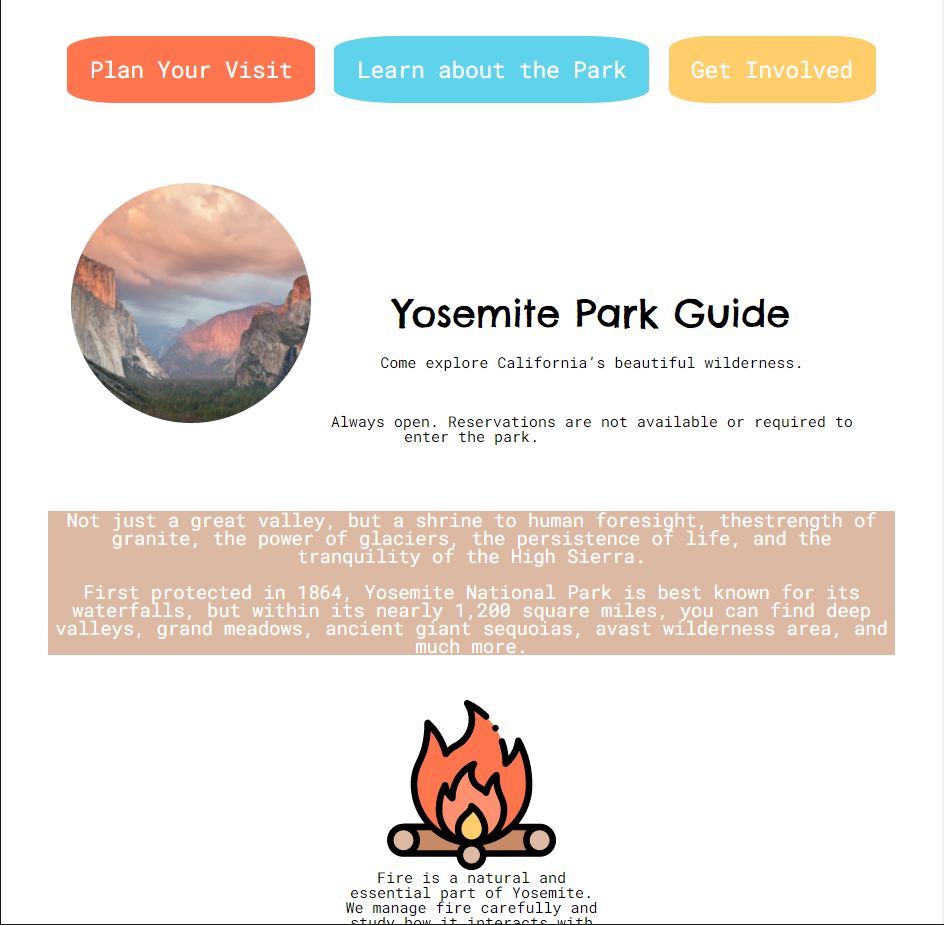 Plan Your Visit
Learn about the Park
Get Involved
Yosemite Park Guide
Come explore California's beautiful wilderness.
Always open. Reservations are not available or required to
enter the park.
Not just a great valley, but a shrine to human foresight, thestrength of
granite, the power of glaciers, the persistence of life, and the
tranquility of the High Sierra.
First protected in 1864, Yosemite National Park is best known for its
waterfalls, but within its nearly 1,200 square miles, you can find deep
valleys, grand meadows, ancient giant sequoias, avast wilderness area, and
much more.
Fire is a natural and
essential part of Yosemite.
We manage fire carefully and
study how it interacts with